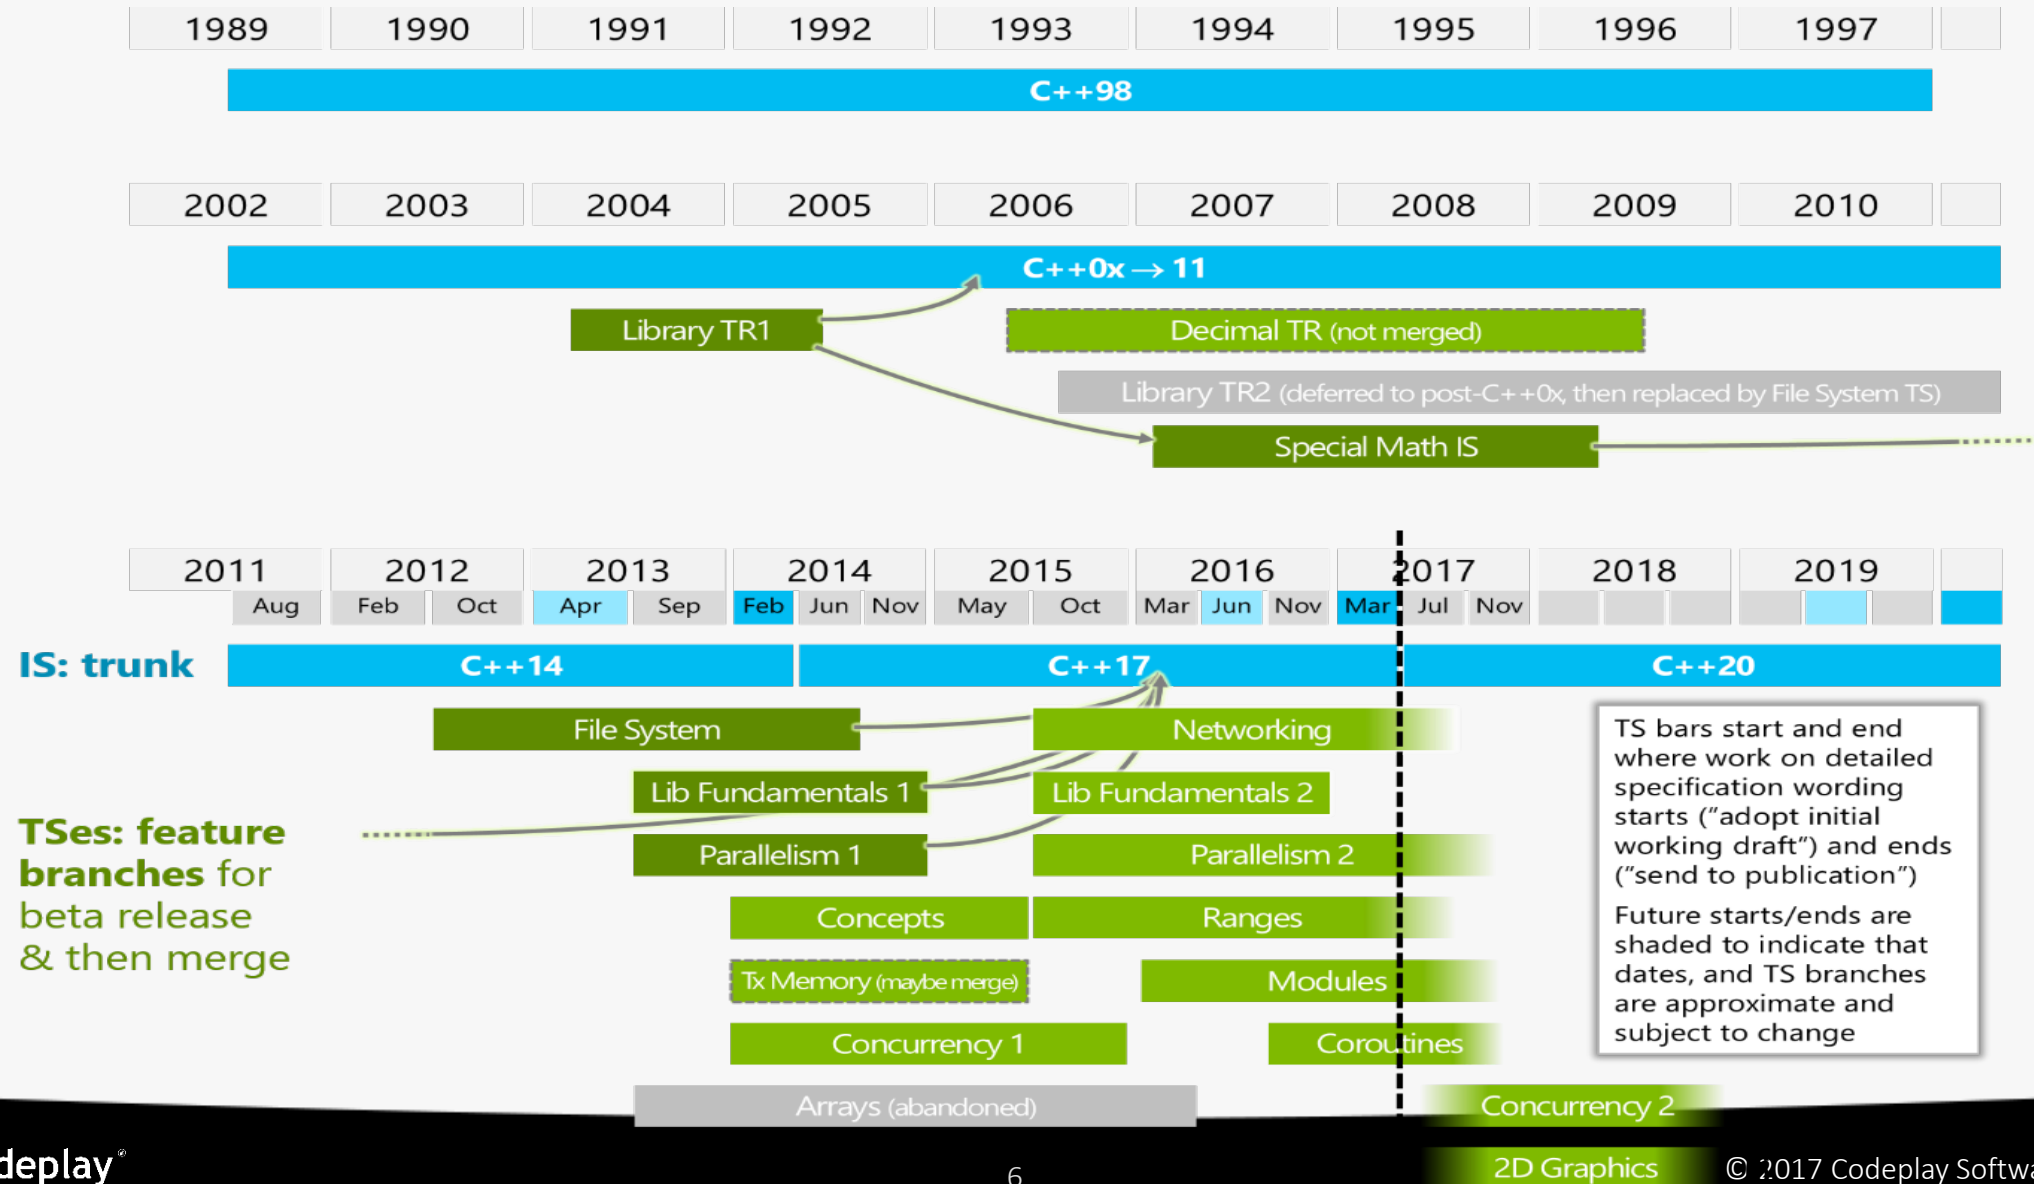 1989 1990 1991 1992 1993 1994 1995 1996 1997
C++98
2002 2003 2004 2005 2006 2007 2008 2009 2010
C++0x → 11
Library TR1
Decimal TR (not merged)
Library TR2 (deferred to post-C++0x, then replaced by File System TS)
Special Math IS
2011 2012 2013 2014 2015 2016 2017 2018 2019
Aug Feb Oct Apr Sep Feb Jun Nov May Oct Mar Jun Nov Mar Jul Nov
IS: trunk
C++14 C++17 C++20
File System Networking
Lib Fundamentals 1 Lib Fundamentals 2
Parallelism 1 Parallelism 2
Concepts Ranges
Tx Memory (maybe merge) Modules
Concurrency 1 Coroutines
Arrays (abandoned) Concurrency 2
2D Graphics
TSes: feature
branches for
beta release
& then merge
TS bars start and end
where work on detailed
specification wording
starts ("adopt initial
working draft") and ends
("send to publication")
Future starts/ends are
shaded to indicate that
dates, and TS branches
are approximate and
subject to change
deplay
6
© 2017 Codeplay Softwa